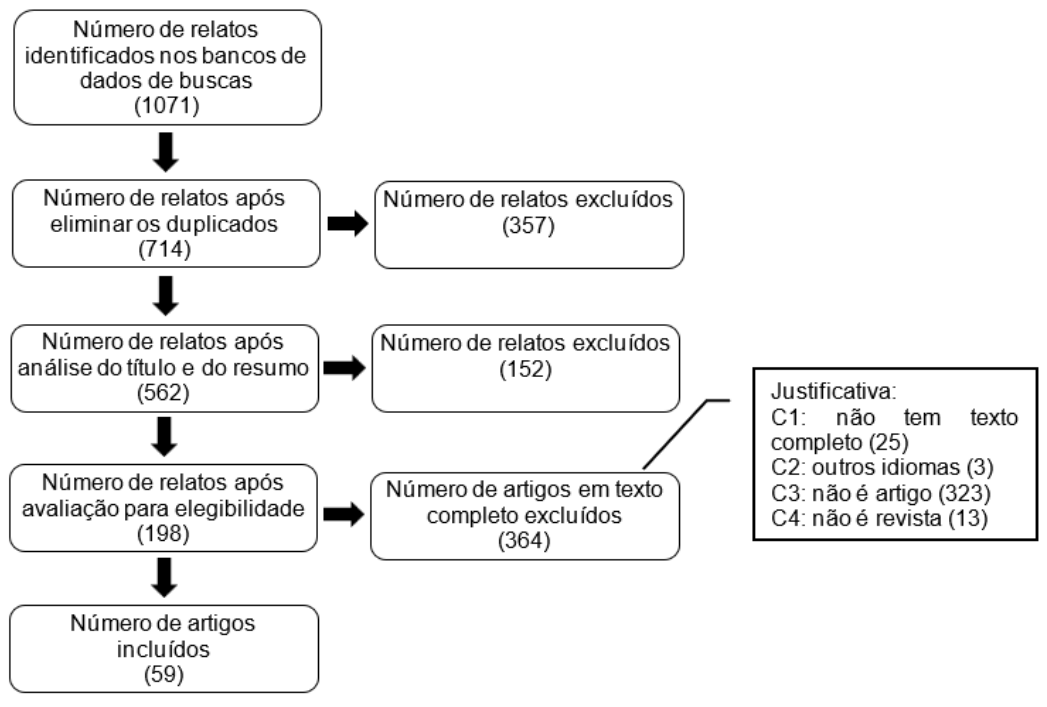 Número de relatos
identificados nos bancos de
dados de buscas
(1071)
Número de relatos após
eliminar os duplicados
(714)
Número de relatos excluídos
(357)
Número de relatos após
análise do título e do resumo
(562)
Número de relatos excluídos
(152)
Número de relatos após
avaliação para elegibilidade
(198)
Número de artigos em texto
completo excluídos
(364)
Justificativa:
C1: não tem texto
completo (25)
C2: outros idiomas (3)
C3: não é artigo (323)
C4: não é revista (13)
Número de artigos
incluídos
(59)